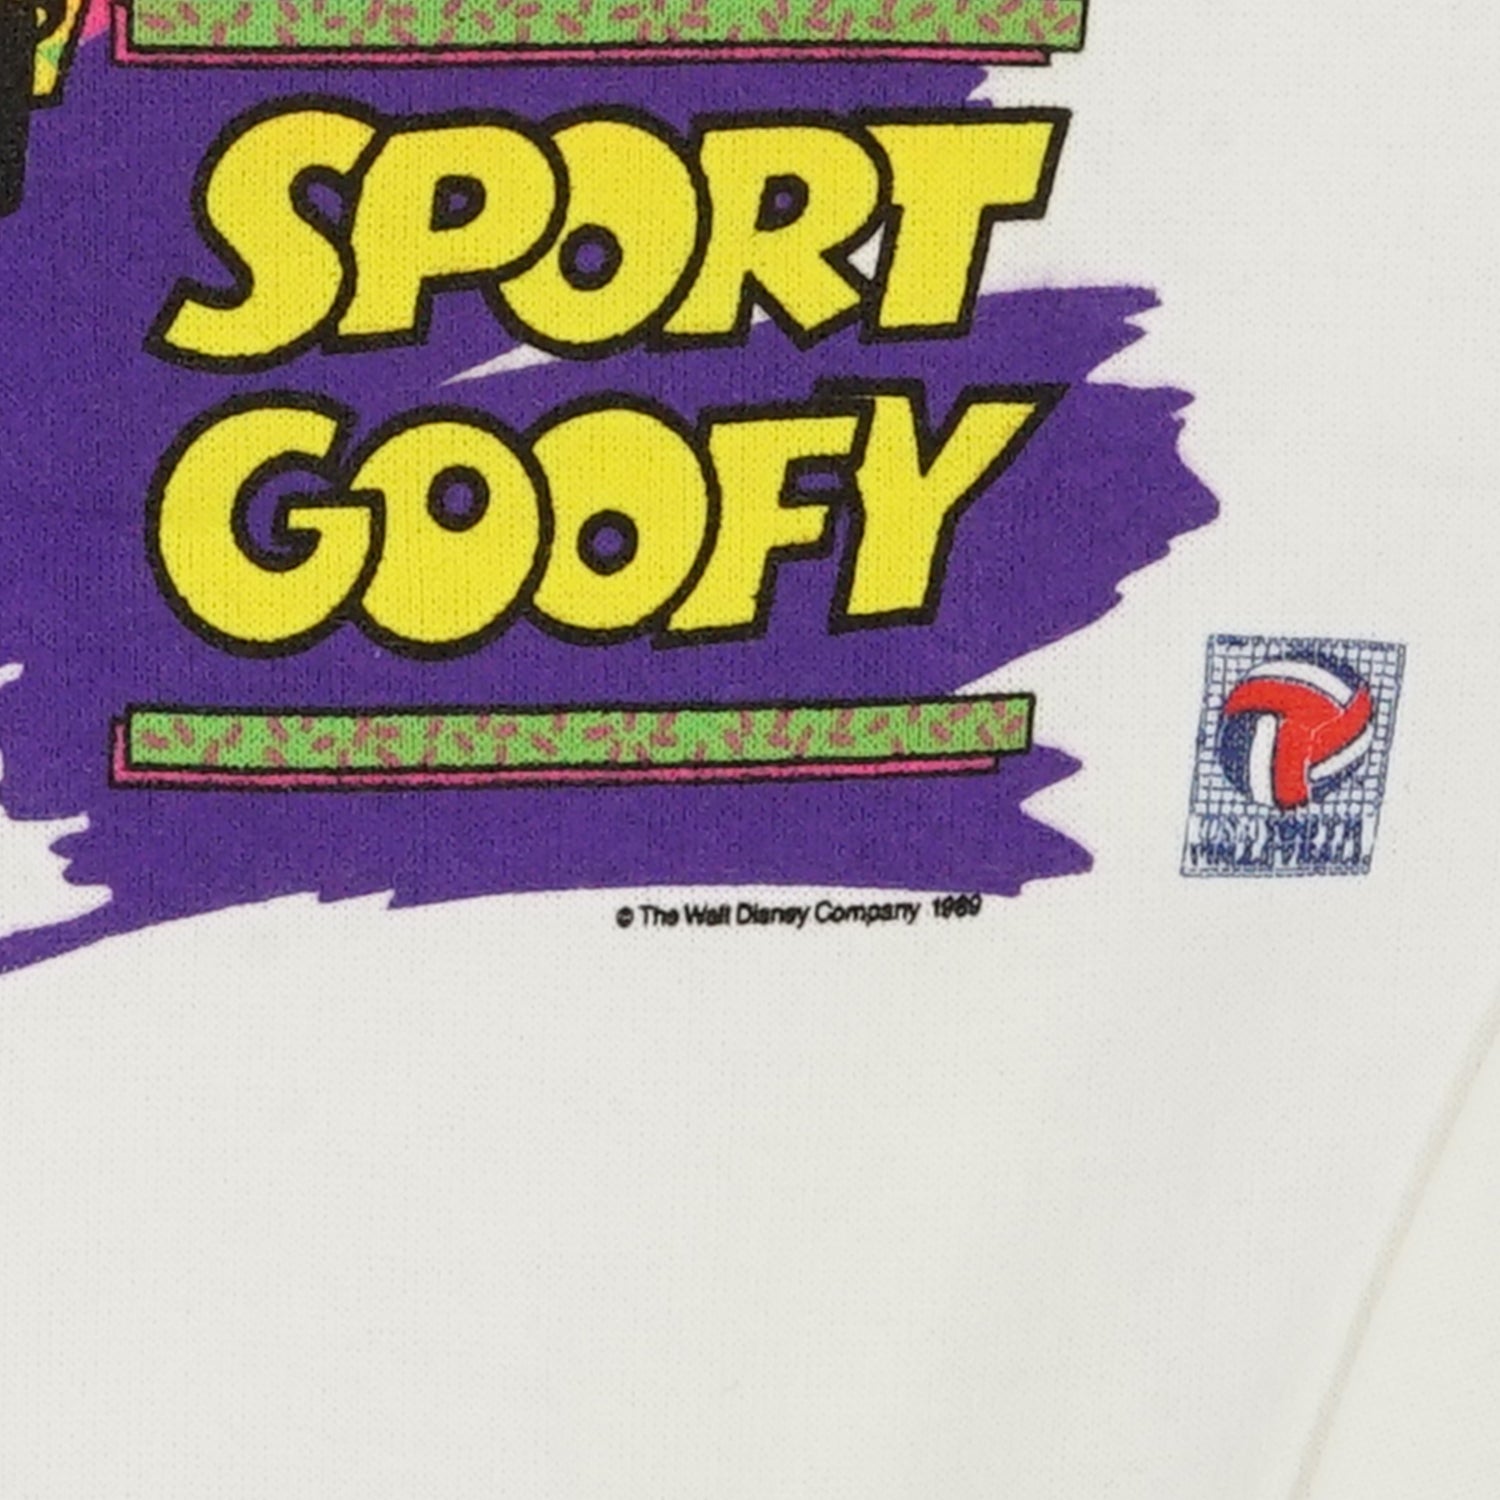 SPORT
GOOFY
© The Walt Disney Company 1989